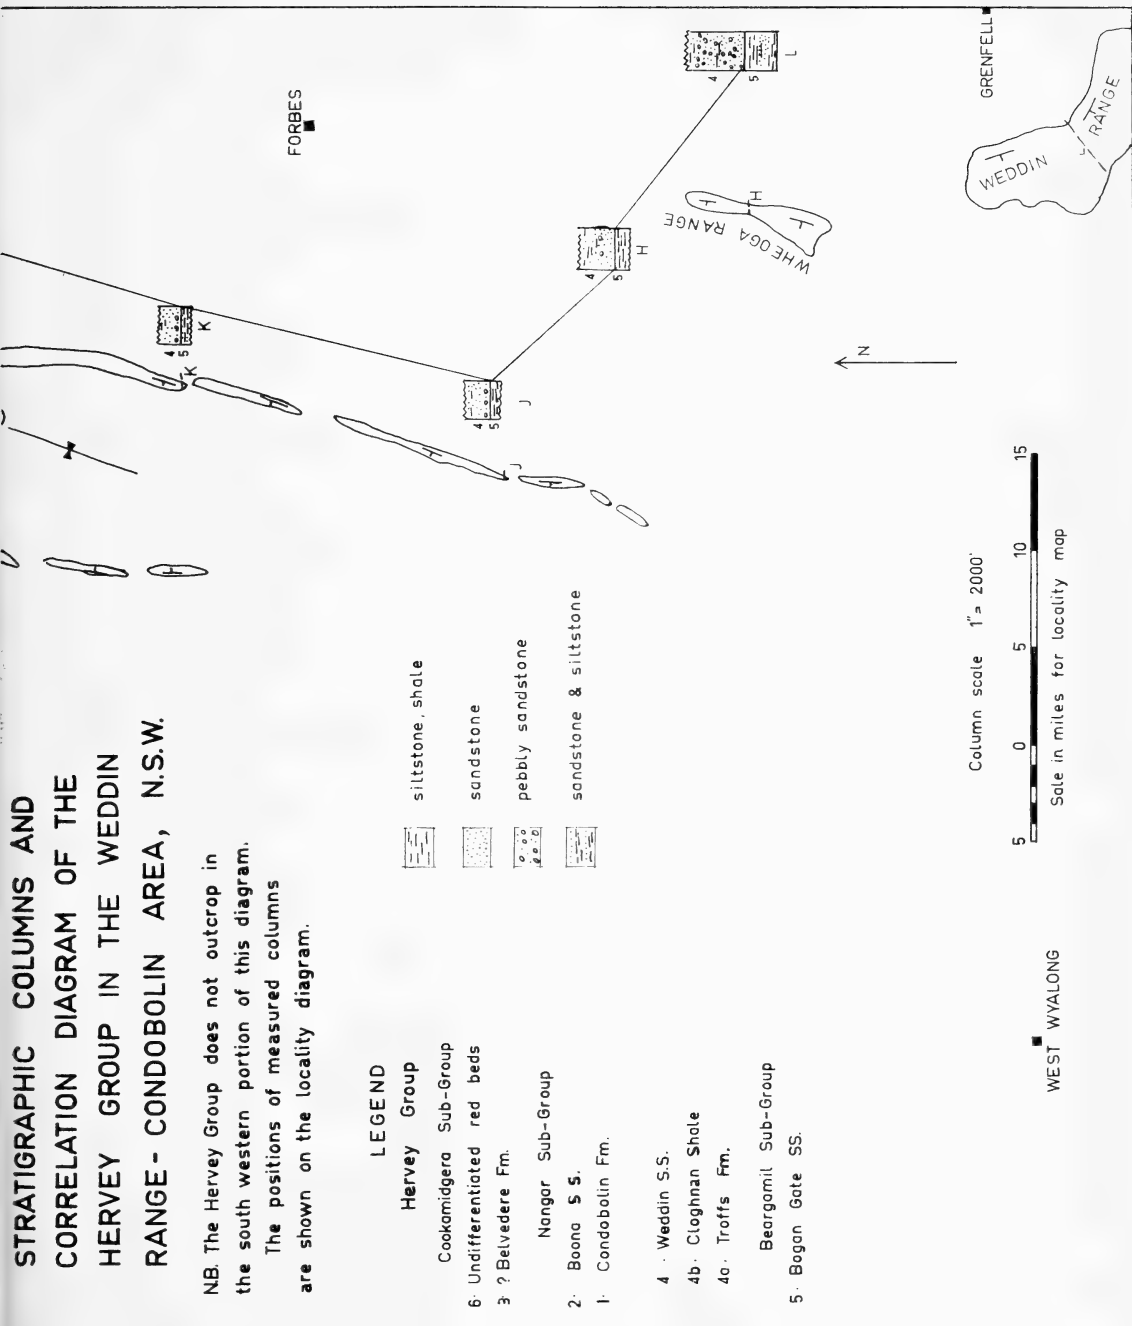 STRATIGRAPHIC COLUMNS AND
CORRELATION DIAGRAM OF THE
HERVEY GROUP IN THE WEDDIN
RANGE - CONDOBOLIN AREA, N.S.W.
N.B. The Hervey Group does not outcrop in
the south western portion of this diagram.
The positions of measured columns
are shown on the locality diagram.
LEGEND
Hervey Group
Cookamidgera Sub-Group
6· Undifferentiated red beds
3· ? Belvedere Fm.
Nangar Sub-Group
2· Boona S S.
1· Condobolin Fm.
4 · Weddin S.S.
4b· Cloghnan Shale
4a· Troffs Fm.
Beargamil Sub-Group
5· Bogan Gate SS.
siltstone, shale
sandstone
pebbly sandstone
sandstone & siltstone
K
4
5
K
J
4
5
J
4
5
H
4
5
L
FORBES
WHEOGA RANGE
H
WEDDIN
RANGE
GRENFELL
N
Column scale 1"= 2000'
5 0 5 10 15
Sale in miles for locality map
WEST WYALONG